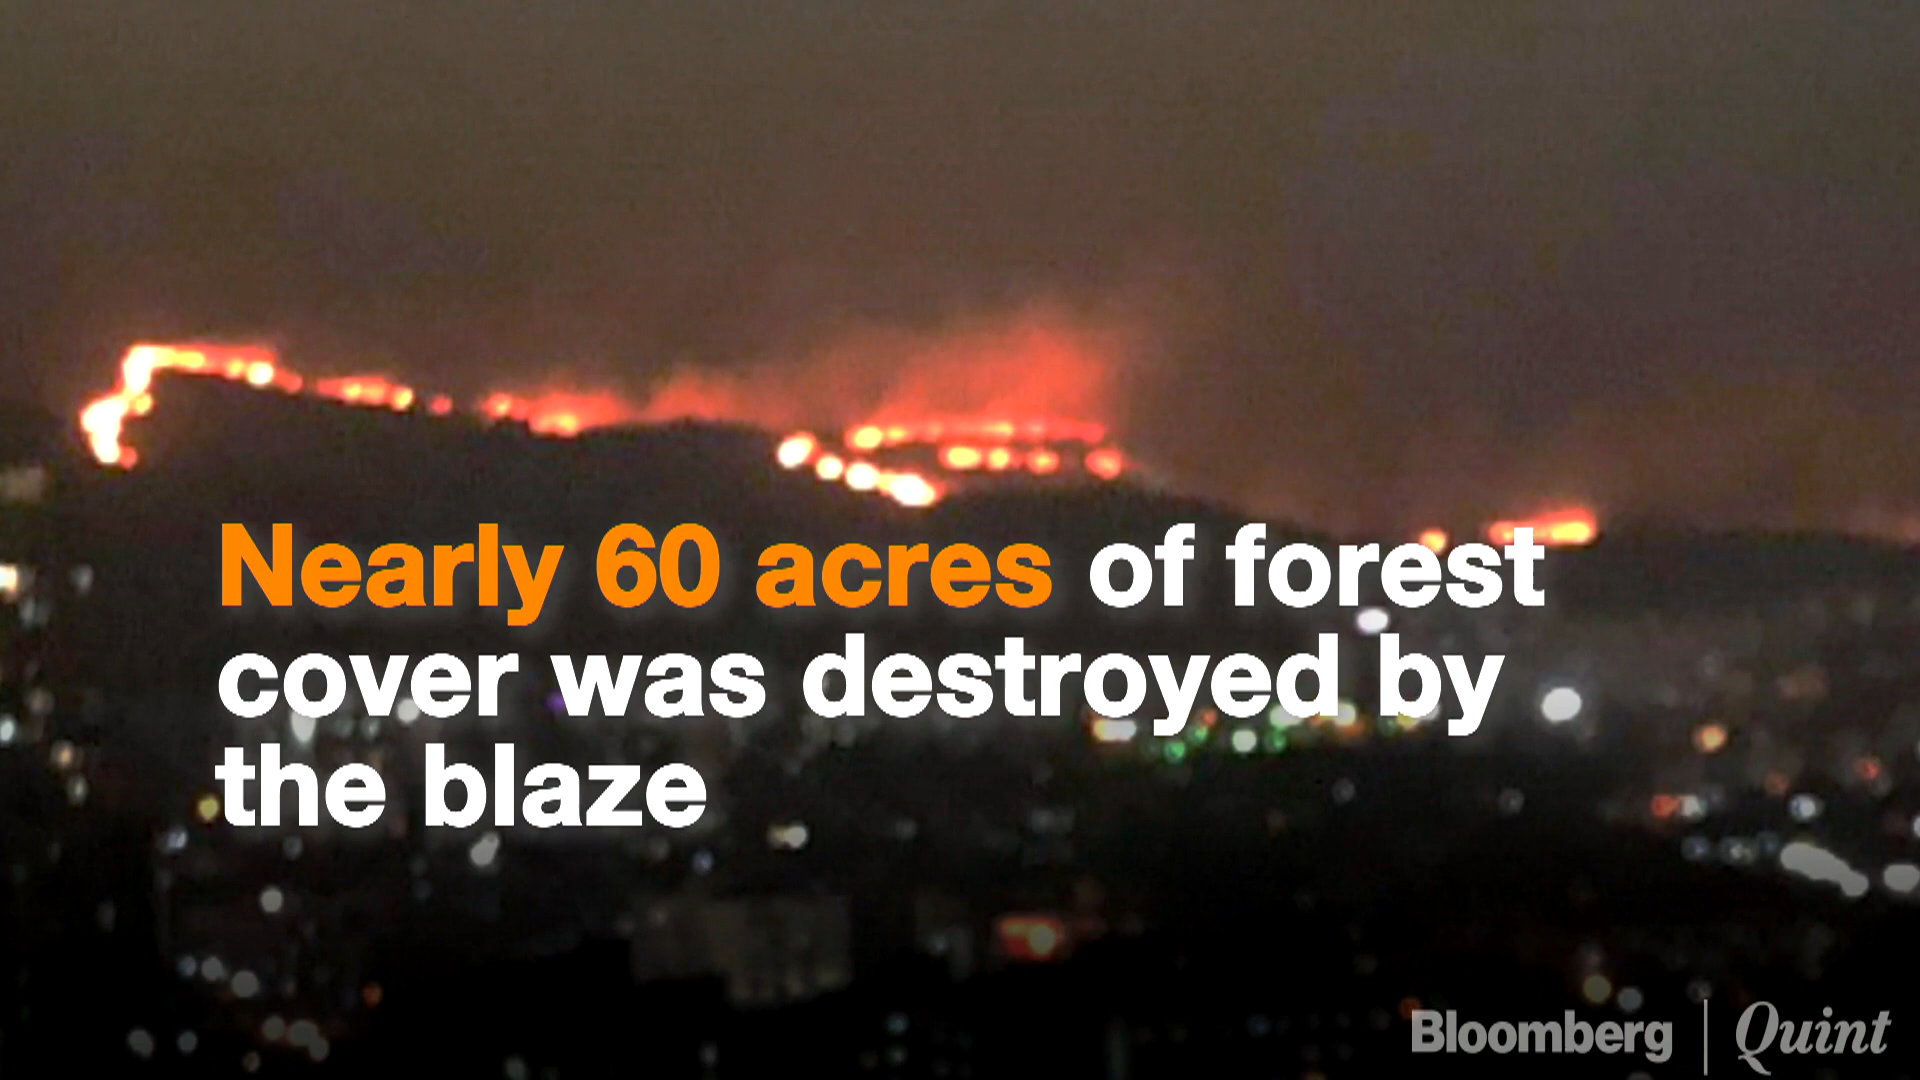 Nearly 60 acres of forest
cover was destroyed by
the blaze
Bloomberg | Quint